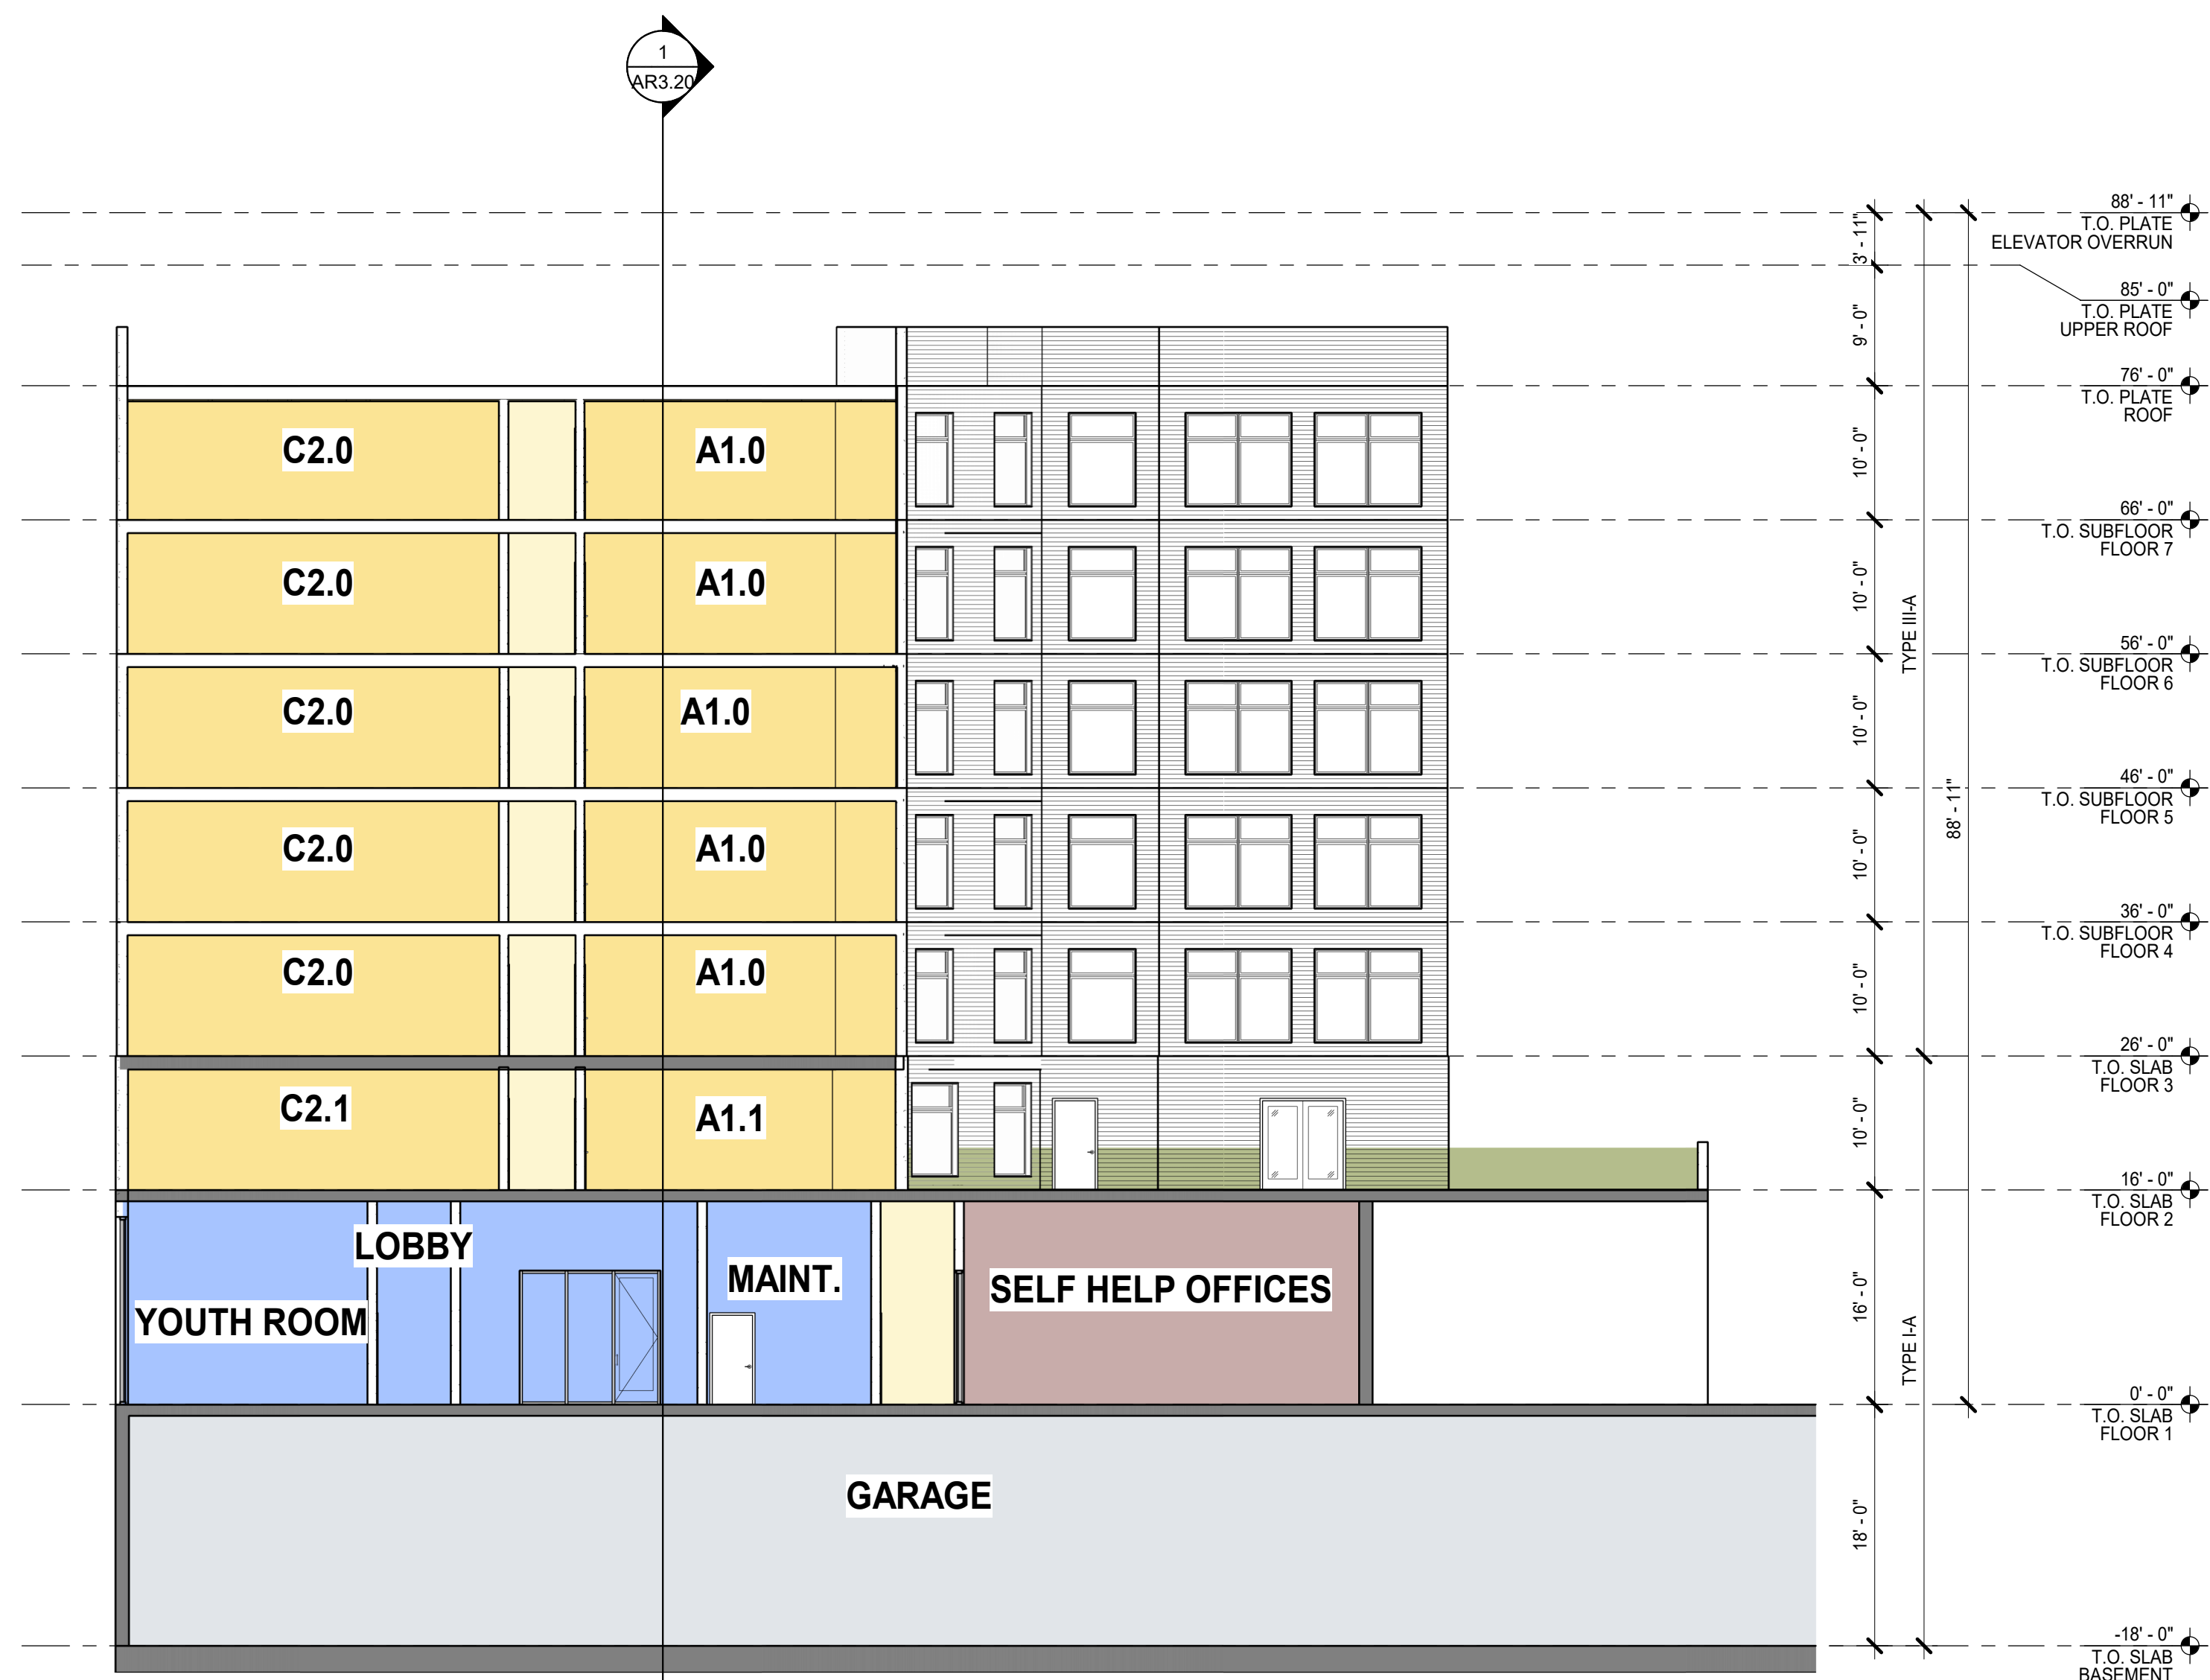 1
AR3.20
88' - 11"
T.O. PLATE
ELEVATOR OVERRUN
3' - 11"
85' - 0"
T.O. PLATE
UPPER ROOF
9' - 0"
76' - 0"
T.O. PLATE
ROOF
C2.0
A1.0
10' - 0"
66' - 0"
T.O. SUBFLOOR
FLOOR 7
C2.0
A1.0
10' - 0"
TYPE III-A
56' - 0"
T.O. SUBFLOOR
FLOOR 6
C2.0
A1.0
10' - 0"
46' - 0"
T.O. SUBFLOOR
FLOOR 5
88' - 11"
C2.0
A1.0
10' - 0"
36' - 0"
T.O. SUBFLOOR
FLOOR 4
C2.0
A1.0
10' - 0"
26' - 0"
T.O. SLAB
FLOOR 3
C2.1
A1.1
10' - 0"
16' - 0"
T.O. SLAB
FLOOR 2
LOBBY
MAINT.
SELF HELP OFFICES
YOUTH ROOM
16' - 0"
TYPE I-A
0' - 0"
T.O. SLAB
FLOOR 1
GARAGE
18' - 0"
-18' - 0"
T.O. SLAB
BASEMENT